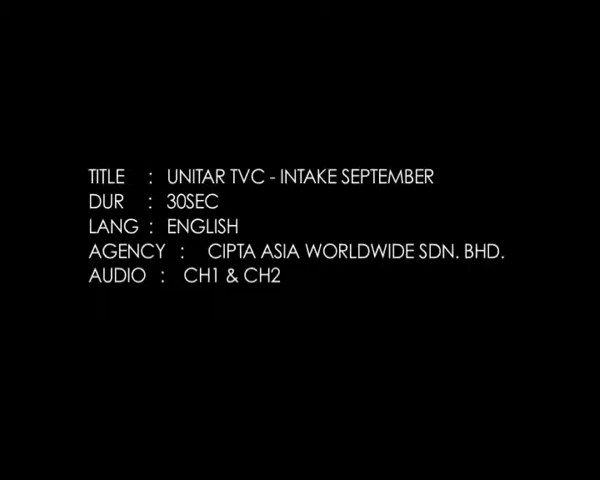 TITLE : UNITAR TVC - INTAKE SEPTEMBER
DUR : 30SEC
LANG : ENGLISH
AGENCY : CIPTA ASIA WORLDWIDE SDN. BHD.
AUDIO : CH1 & CH2